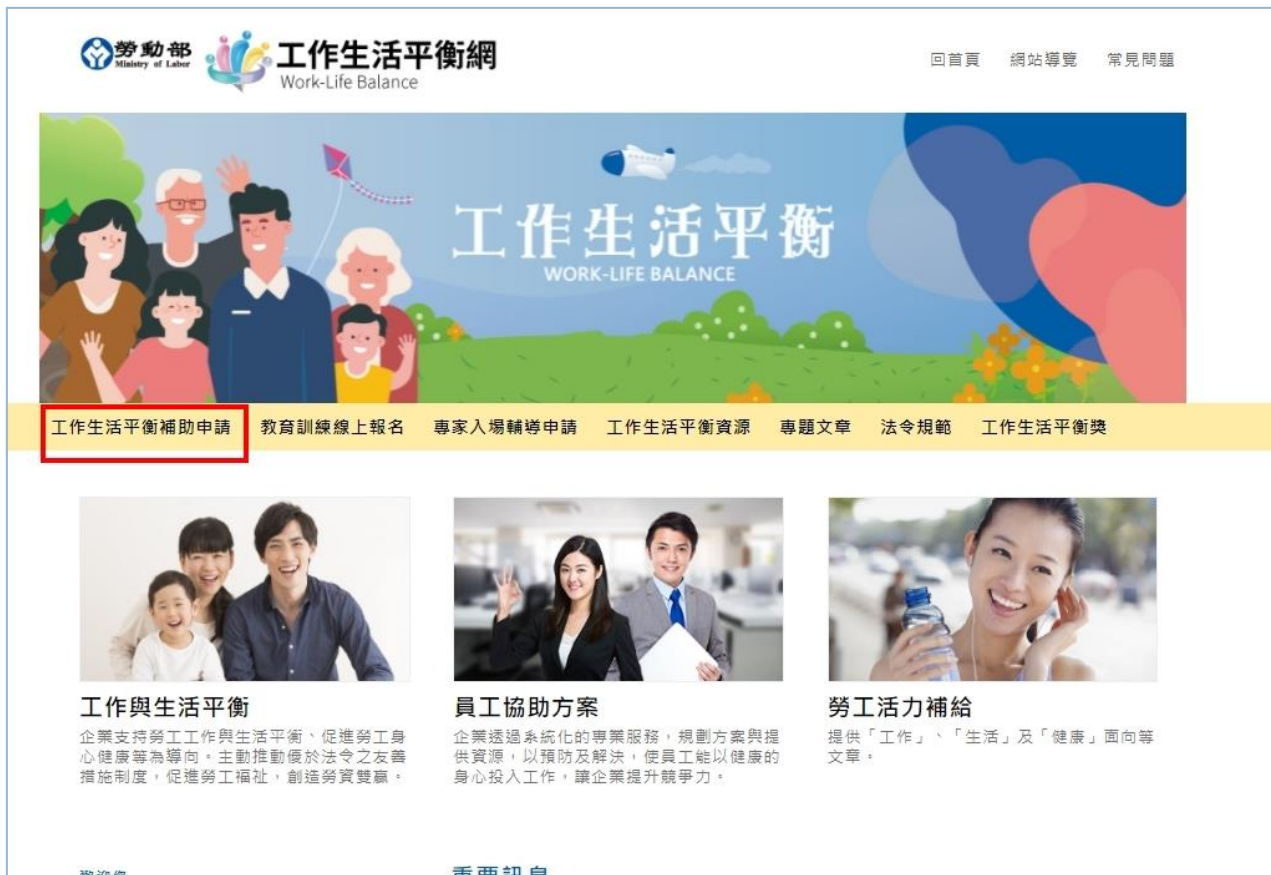 勞動部
Ministry of Labor
工作生活平衡網
Work-Life Balance
回首頁 網站導覽 常見問題
工作生活平衡
WORK-LIFE BALANCE
工作生活平衡補助申請 教育訓練線上報名 專家入場輔導申請 工作生活平衡資源 專題文章 法令規範 工作生活平衡獎
工作與生活平衡
企業支持勞工工作與生活平衡、促進勞工身
心健康等為導向。主動推動優於法令之友善
措施制度,促進勞工福祉,創造勞資雙贏。
員工協助方案
企業透過系統化的專業服務,規劃方案與提
供資源,以預防及解決,使員工能以健康的
身心投入工作,讓企業提升競爭力。
勞工活力補給
提供「工作」、「生活」及「健康」面向等
文章。
重要訊息